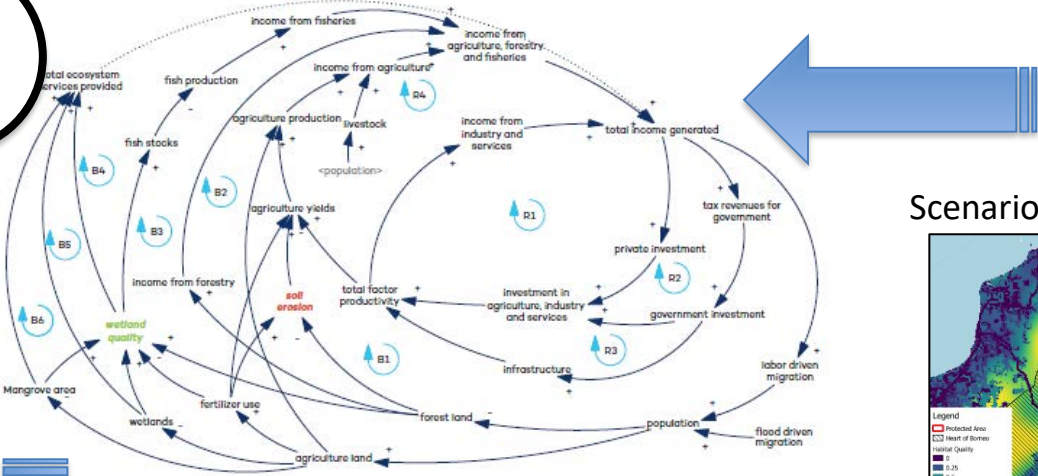 income from fisheries
income from
agriculture, forestry
and fisheries
total ecosystem
services provided
fish production
income from agriculture
R4
agriculture production
livestock
income from
industry and
services
total income generated
fish stocks
<population>
B4
B2
R1
tax revenues for
government
agriculture yields
B3
B5
private investment
R2
income from forestry
soil
erosion
total factor
productivity
investment in
agriculture, industry
and services
government investment
B6
wetland
quality
B1
R3
infrastructure
labor driven
migration
Mangrove area
fertilizer use
wetlands
forest land
population
flood driven
migration
agriculture land
Scenario
Legend
Protected Area
Heart of Borneo
Habitat Quality
0
0.25